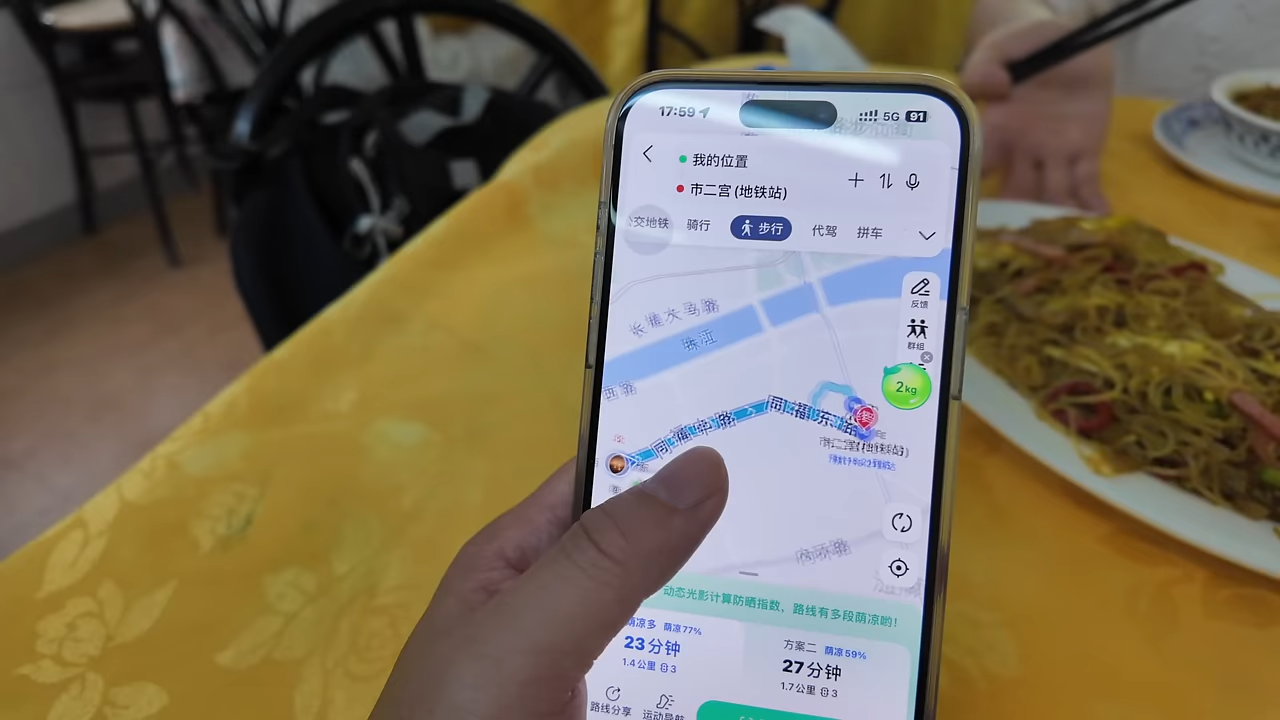 17:59
5G 91
我的位置
市二宫(地铁站)
交地铁 骑行 步行 代驾 拼车
反馈
群组
长堤大马路
珠江
西路
2kg
同福中路
同福东路
市二宫(地铁站)
动态光影计算防晒指数，路线有多段荫凉哟！
荫凉多 荫凉77%
23分钟
1.4公里 3
方案二 荫凉59%
27分钟
1.7公里 3
路线分享 运动导航